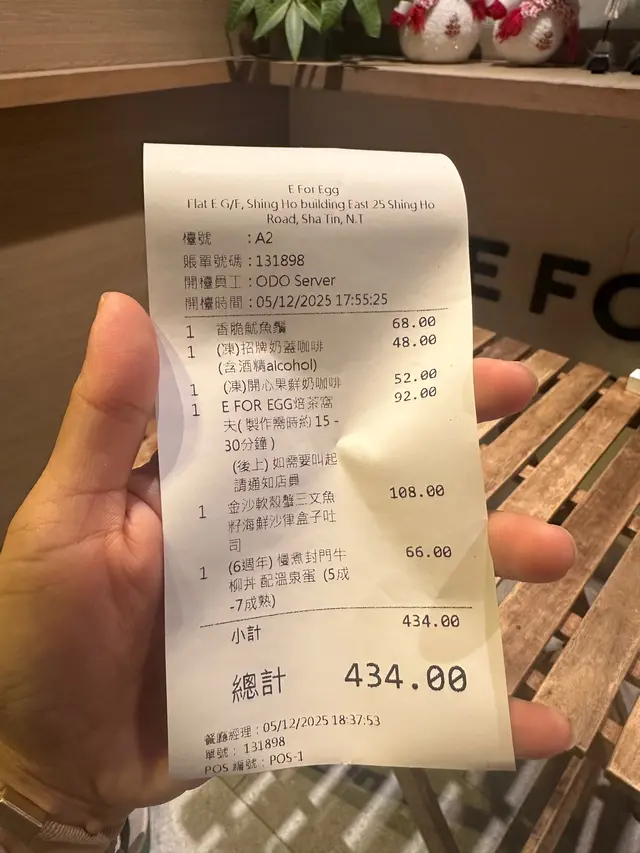 E For Egg
Flat E G/F, Shing Ho building East 25 Shing Ho
Road, Sha Tin, N.T
檯號 : A2
賬單號碼 : 131898
開檯員工 : ODO Server
開檯時間 : 05/12/2025 17:55:25
1 香脆魷魚鬚 68.00
1 (凍)招牌奶蓋咖啡 48.00
(含酒精alcohol)
1 (凍)開心果鮮奶咖啡 52.00
1 E FOR EGG焙茶窩 92.00
夫( 製作需時約 15 -
30分鐘 )
(後上) 如需要叫起
請通知店員
1 金沙軟殼蟹三文魚 108.00
籽海鮮沙律盒子吐
司
1 (6週年) 慢煮封門牛 66.00
柳丼 配溫泉蛋 (5成
-7成熟)
小計 434.00
總計 434.00
餐廳經理 : 05/12/2025 18:37:53
單號 : 131898
POS 編號 : POS-1
E FO